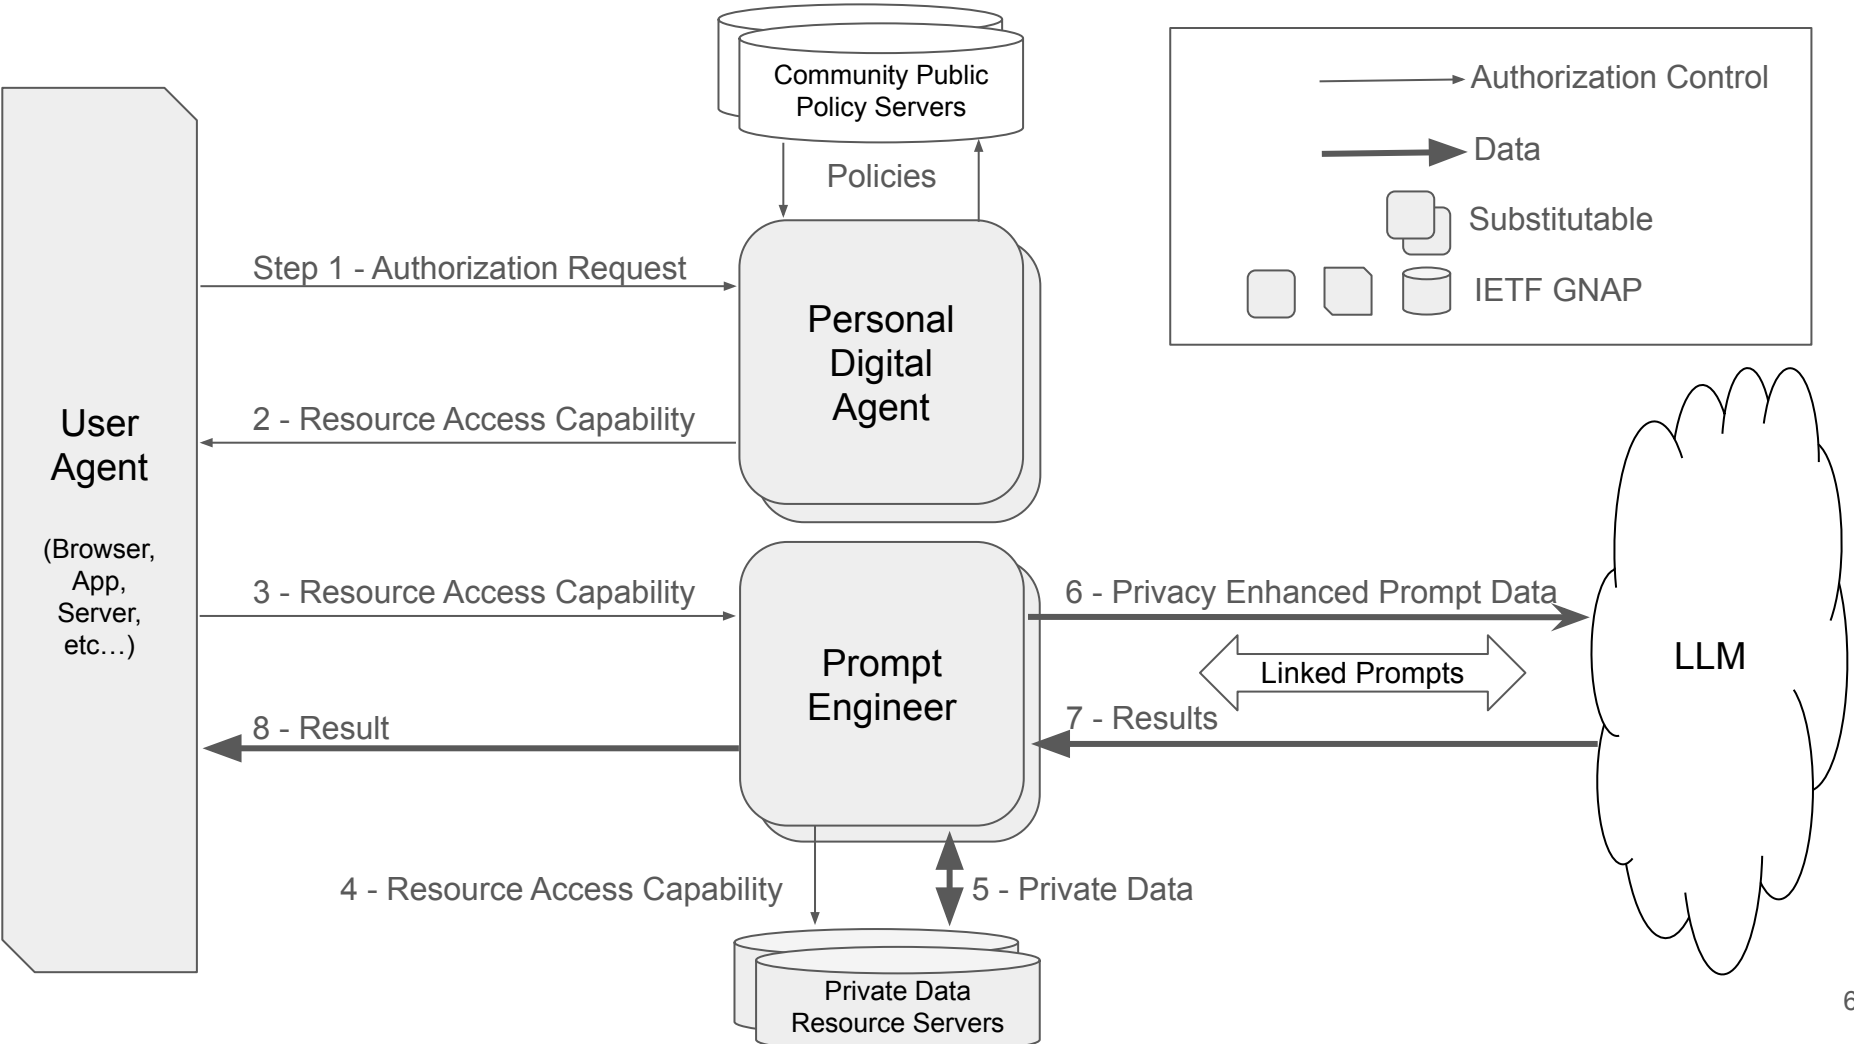 Community Public
Policy Servers
Policies
Authorization Control
Data
Substitutable
IETF GNAP
Step 1 - Authorization Request
Personal
Digital
Agent
2 - Resource Access Capability
User
Agent
(Browser,
App,
Server,
etc…)
3 - Resource Access Capability
Prompt
Engineer
6 - Privacy Enhanced Prompt Data
Linked Prompts
LLM
7 - Results
8 - Result
4 - Resource Access Capability
5 - Private Data
Private Data
Resource Servers
6